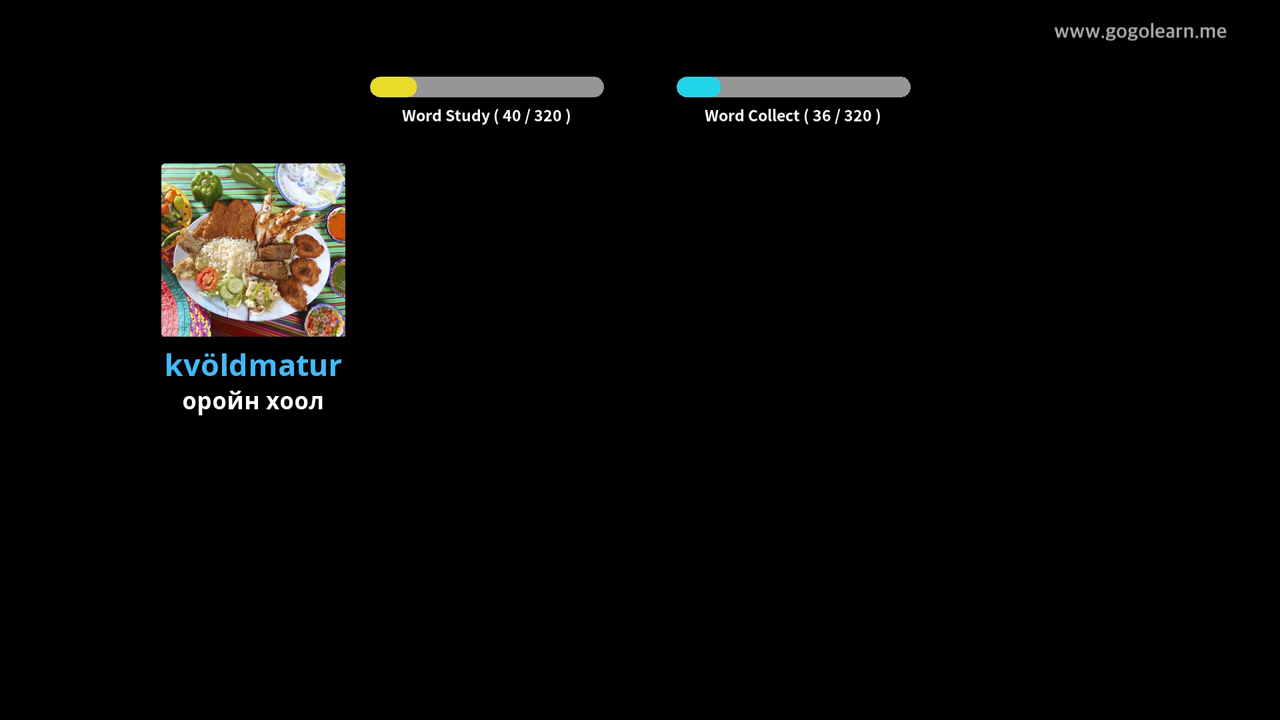 www.gogolearn.me
Word Study ( 40 / 320 )
Word Collect ( 36 / 320 )
kvöldmatur
оройн хоол